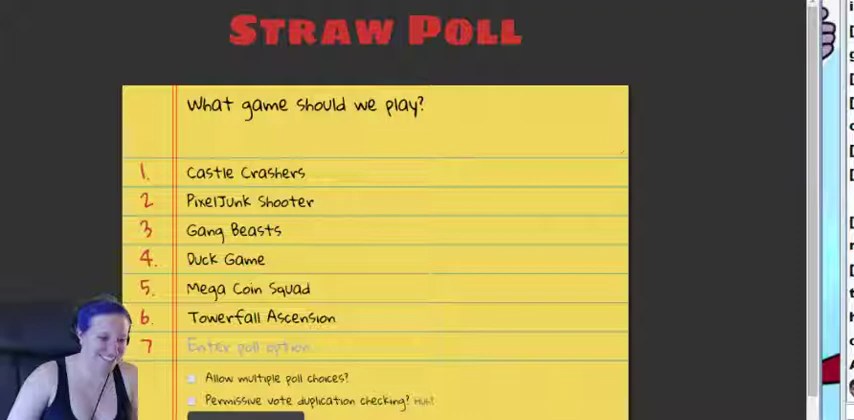 STRAW POLL
What game should we play?
1. Castle Crashers
2 PixelJunk Shooter
3 Gang Beasts
4. Duck Game
5. Mega Coin Squad
6. Towerfall Ascension
7 Enter poll option...
Allow multiple poll choices?
Permissive vote duplication checking? Huh?